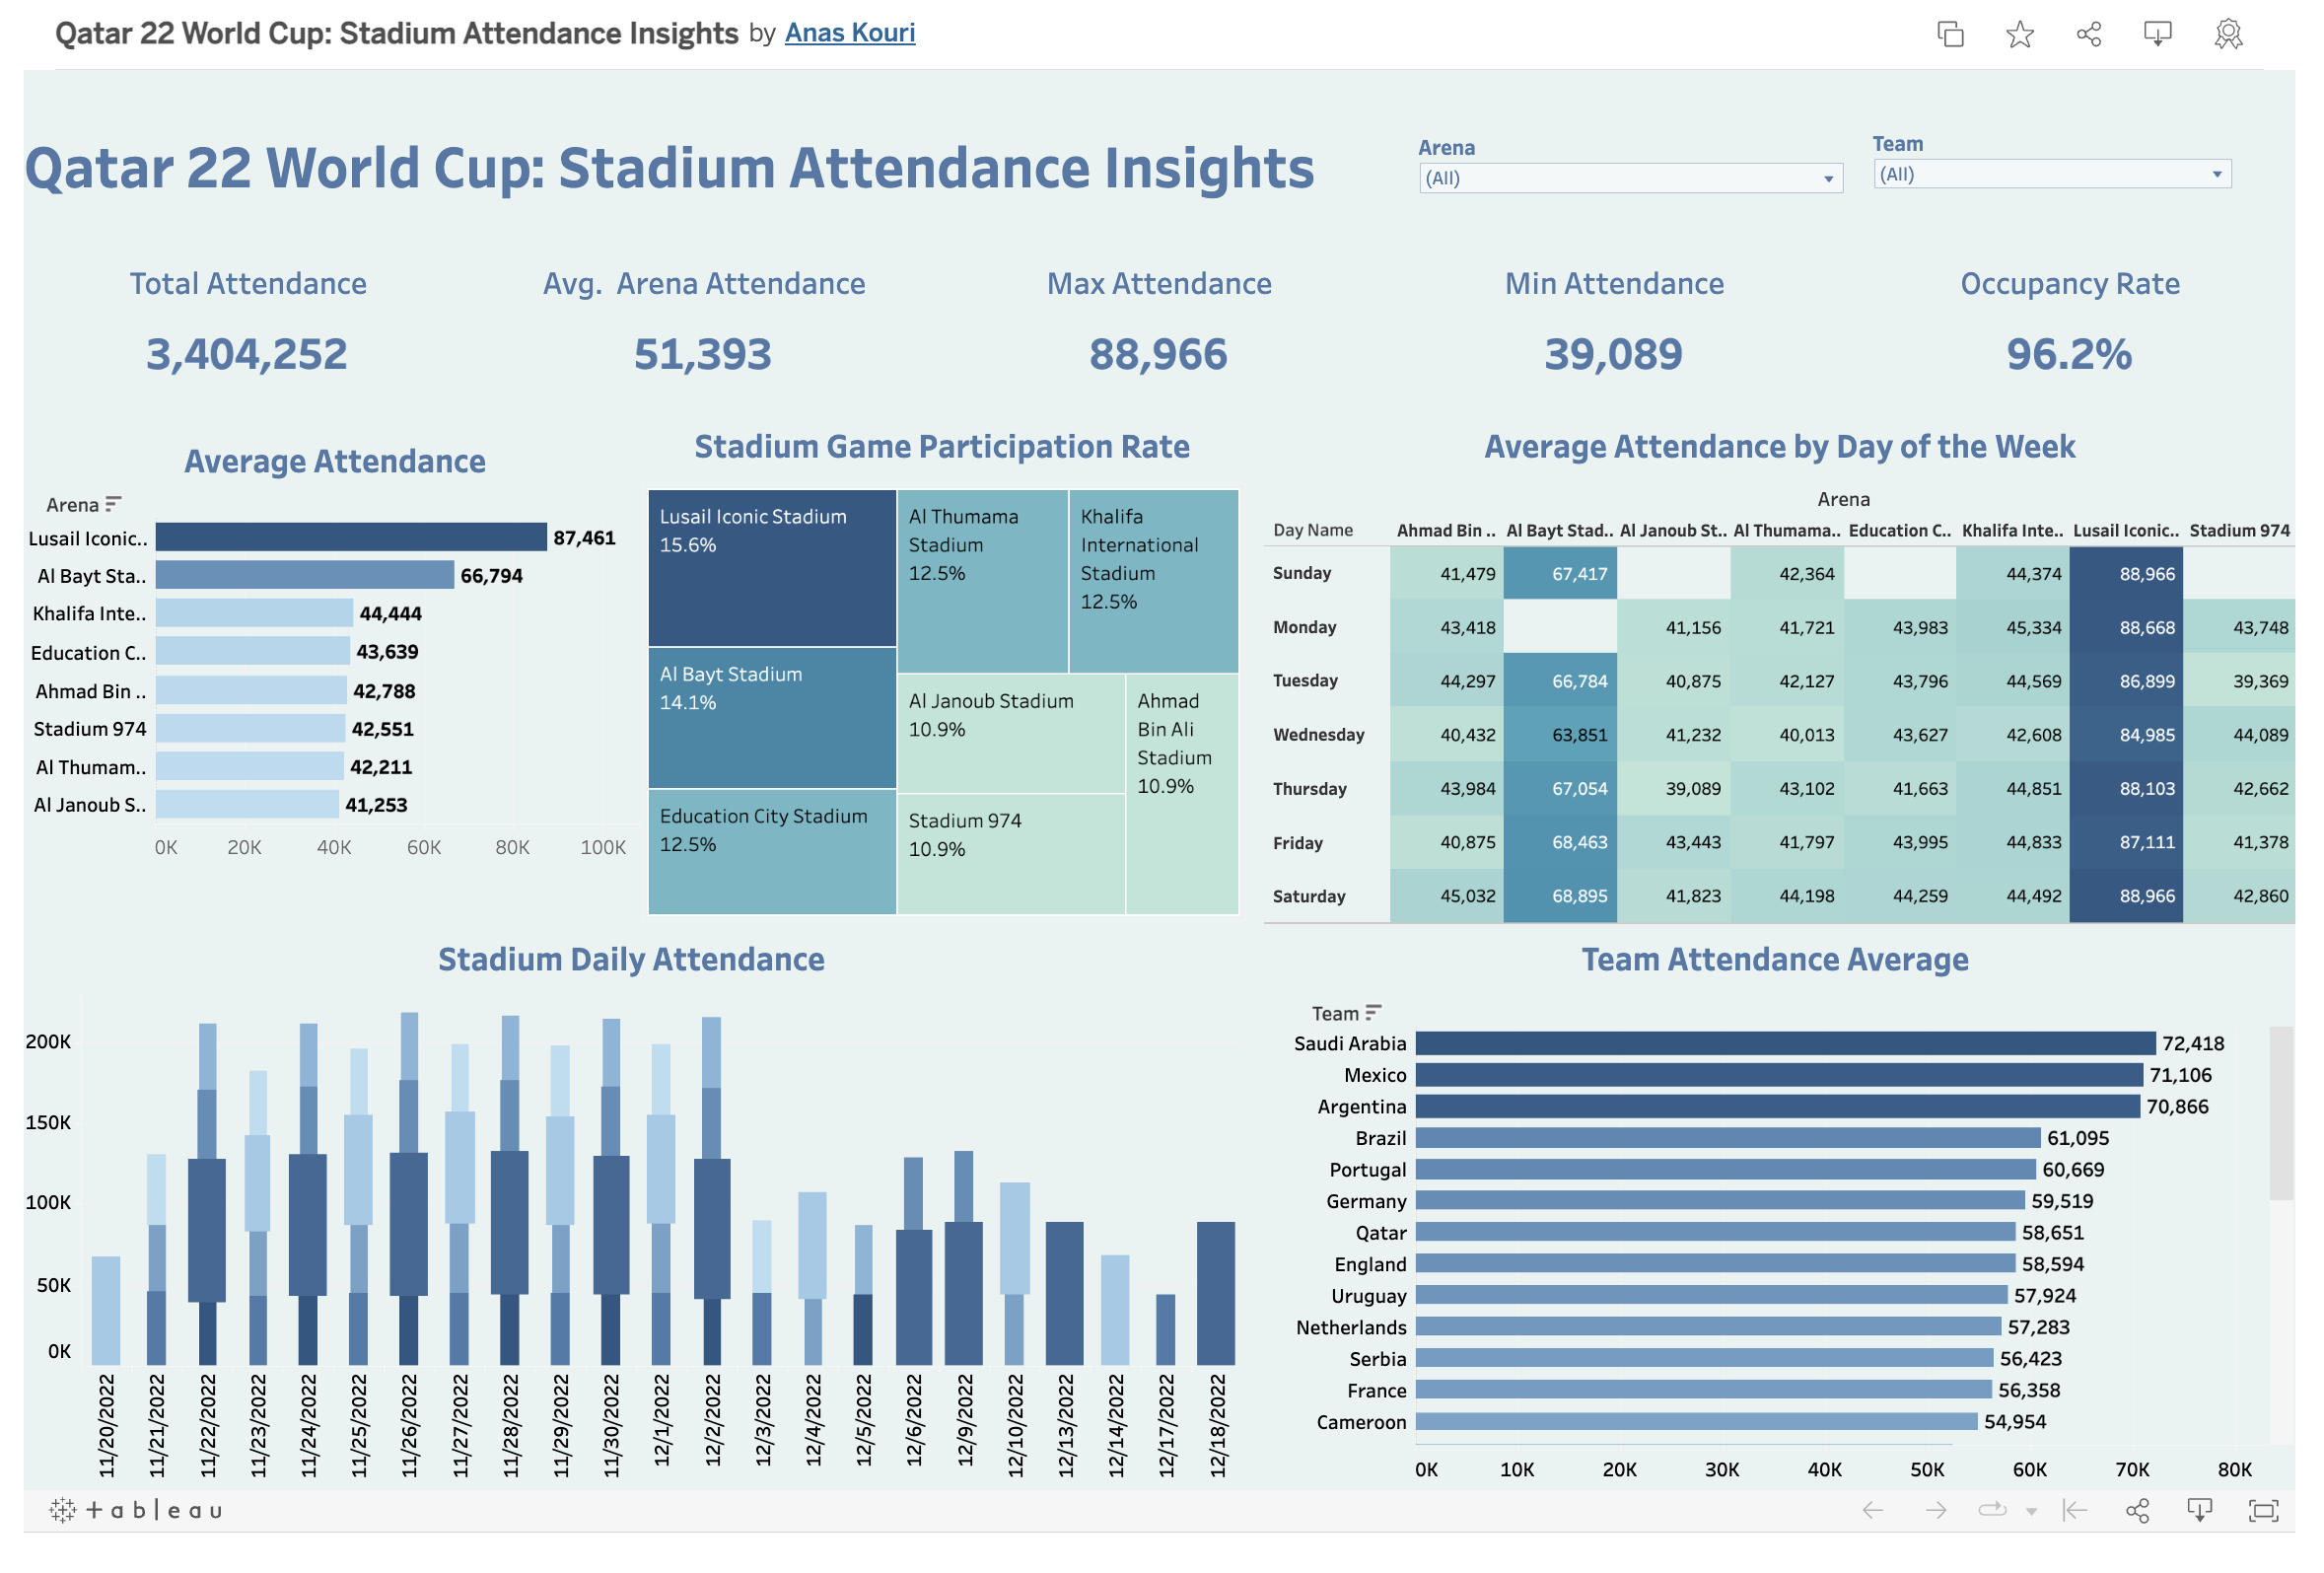 Qatar 22 World Cup: Stadium Attendance Insights by Anas Kouri
Qatar 22 World Cup: Stadium Attendance Insights
Arena
(All)
Team
(All)
Total Attendance
3,404,252
Avg. Arena Attendance
51,393
Max Attendance
88,966
Min Attendance
39,089
Occupancy Rate
96.2%
Average Attendance
Arena
Lusail Iconic.. 87,461
Al Bayt Sta.. 66,794
Khalifa Inte.. 44,444
Education C.. 43,639
Ahmad Bin .. 42,788
Stadium 974 42,551
Al Thumam.. 42,211
Al Janoub S.. 41,253
0K 20K 40K 60K 80K 100K
Stadium Game Participation Rate
Lusail Iconic Stadium
15.6%
Al Bayt Stadium
14.1%
Education City Stadium
12.5%
Al Thumama
Stadium
12.5%
Khalifa
International
Stadium
12.5%
Al Janoub Stadium
10.9%
Stadium 974
10.9%
Ahmad
Bin Ali
Stadium
10.9%
Average Attendance by Day of the Week
Arena
Day Name Ahmad Bin .. Al Bayt Stad.. Al Janoub St.. Al Thumama.. Education C.. Khalifa Inte.. Lusail Iconic.. Stadium 974
Sunday 41,479 67,417 42,364 44,374 88,966
Monday 43,418 41,156 41,721 43,983 45,334 88,668 43,748
Tuesday 44,297 66,784 40,875 42,127 43,796 44,569 86,899 39,369
Wednesday 40,432 63,851 41,232 40,013 43,627 42,608 84,985 44,089
Thursday 43,984 67,054 39,089 43,102 41,663 44,851 88,103 42,662
Friday 40,875 68,463 43,443 41,797 43,995 44,833 87,111 41,378
Saturday 45,032 68,895 41,823 44,198 44,259 44,492 88,966 42,860
Stadium Daily Attendance
200K
150K
100K
50K
0K
11/20/2022
11/21/2022
11/22/2022
11/23/2022
11/24/2022
11/25/2022
11/26/2022
11/27/2022
11/28/2022
11/29/2022
11/30/2022
12/1/2022
12/2/2022
12/3/2022
12/4/2022
12/5/2022
12/6/2022
12/9/2022
12/10/2022
12/13/2022
12/14/2022
12/17/2022
12/18/2022
Team Attendance Average
Team
Saudi Arabia 72,418
Mexico 71,106
Argentina 70,866
Brazil 61,095
Portugal 60,669
Germany 59,519
Qatar 58,651
England 58,594
Uruguay 57,924
Netherlands 57,283
Serbia 56,423
France 56,358
Cameroon 54,954
0K 10K 20K 30K 40K 50K 60K 70K 80K
+ a b l e a u